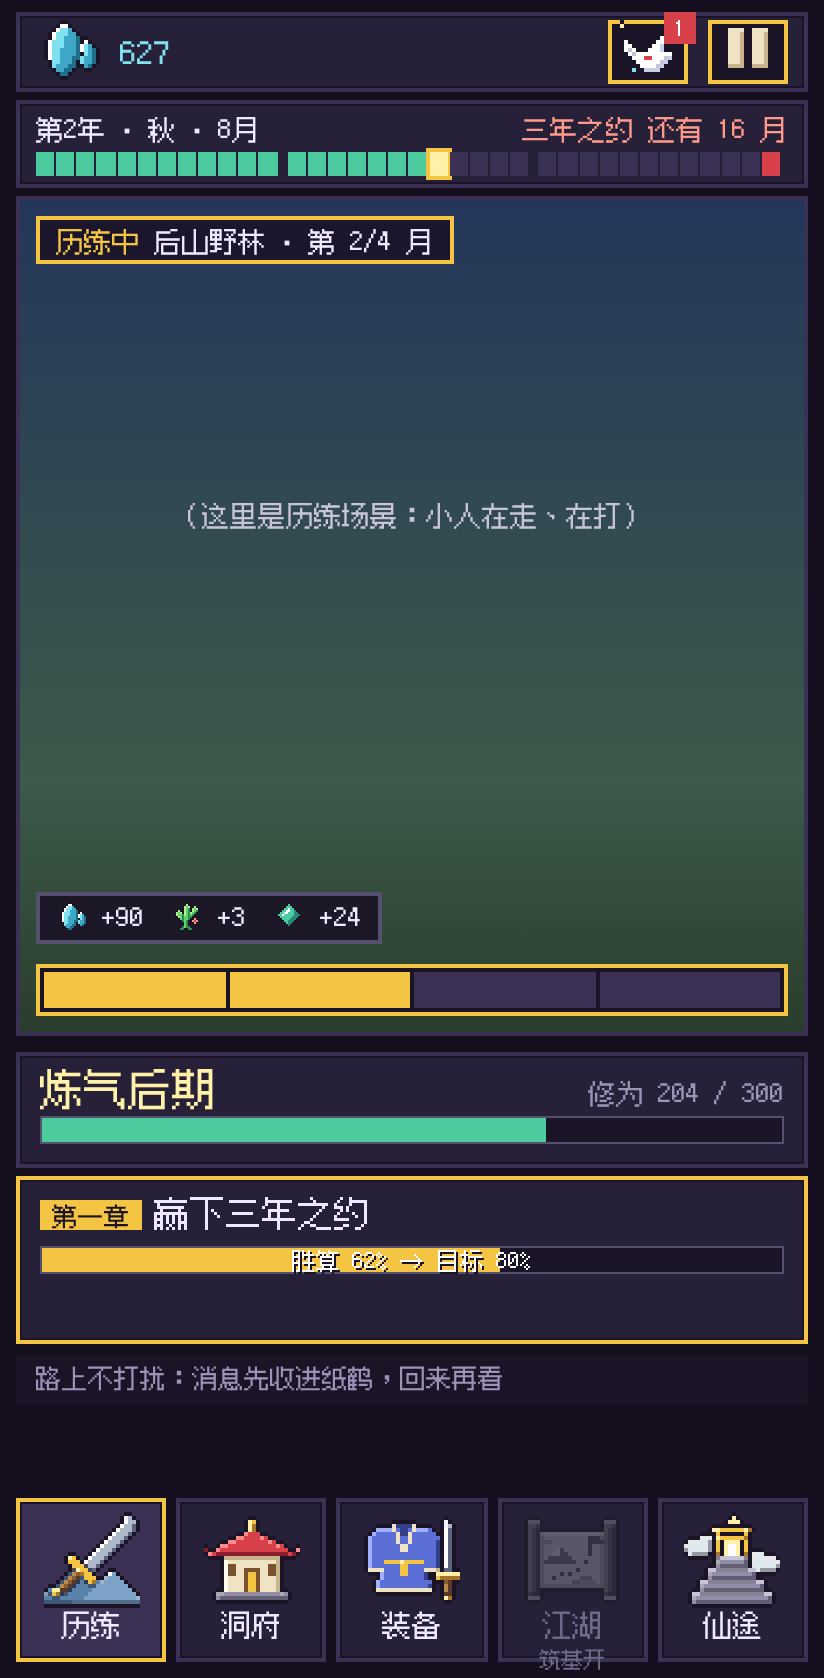 627
1
第2年 · 秋 · 8月
三年之约 还有 16 月
历练中 后山野林 · 第 2/4 月
(这里是历练场景：小人在走、在打)
+90 +3 +24
炼气后期
修为 204 / 300
第一章 赢下三年之约
胜算 62% → 目标 80%
路上不打扰：消息先收进纸鹤，回来再看
历练 洞府 装备 江湖 仙途
筑基开